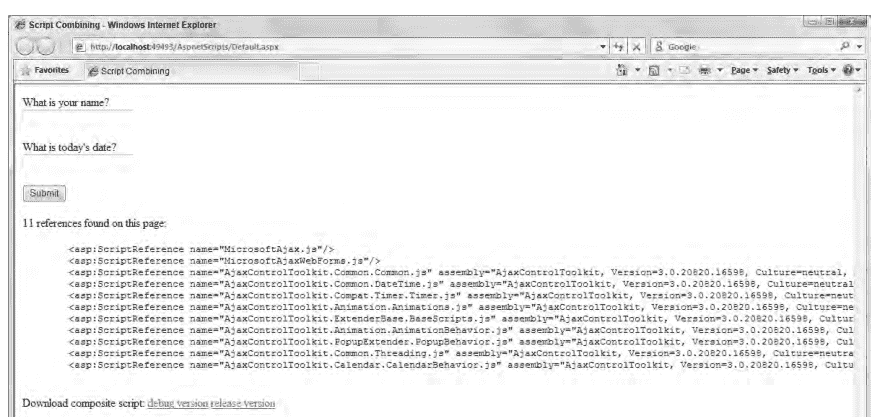 Script Combining - Windows Internet Explorer
http://localhost:49493/AspnetScripts/Default.aspx
Google
Favorites
Script Combining
Page
Safety
Tools
What is your name?
What is today's date?
Submit
11 references found on this page:
<asp:ScriptReference name="MicrosoftAjax.js"/>
<asp:ScriptReference name="MicrosoftAjaxWebForms.js"/>
<asp:ScriptReference name="AjaxControlToolkit.Common.Common.js" assembly="AjaxControlToolkit, Version=3.0.20820.16598, Culture=neutral,
<asp:ScriptReference name="AjaxControlToolkit.Common.DateTime.js" assembly="AjaxControlToolkit, Version=3.0.20820.16598, Culture=neutral
<asp:ScriptReference name="AjaxControlToolkit.Compat.Timer.Timer.js" assembly="AjaxControlToolkit, Version=3.0.20820.16598, Culture=neut
<asp:ScriptReference name="AjaxControlToolkit.Animation.Animations.js" assembly="AjaxControlToolkit, Version=3.0.20820.16598, Culture=ne
<asp:ScriptReference name="AjaxControlToolkit.ExtenderBase.BaseScripts.js" assembly="AjaxControlToolkit, Version=3.0.20820.16598, Cultur
<asp:ScriptReference name="AjaxControlToolkit.Animation.AnimationBehavior.js" assembly="AjaxControlToolkit, Version=3.0.20820.16598, Cul
<asp:ScriptReference name="AjaxControlToolkit.PopupExtender.PopupBehavior.js" assembly="AjaxControlToolkit, Version=3.0.20820.16598, Cul
<asp:ScriptReference name="AjaxControlToolkit.Common.Threading.js" assembly="AjaxControlToolkit, Version=3.0.20820.16598, Culture=neutra
<asp:ScriptReference name="AjaxControlToolkit.Calendar.CalendarBehavior.js" assembly="AjaxControlToolkit, Version=3.0.20820.16598, Cultu
Download composite script: debug version release version